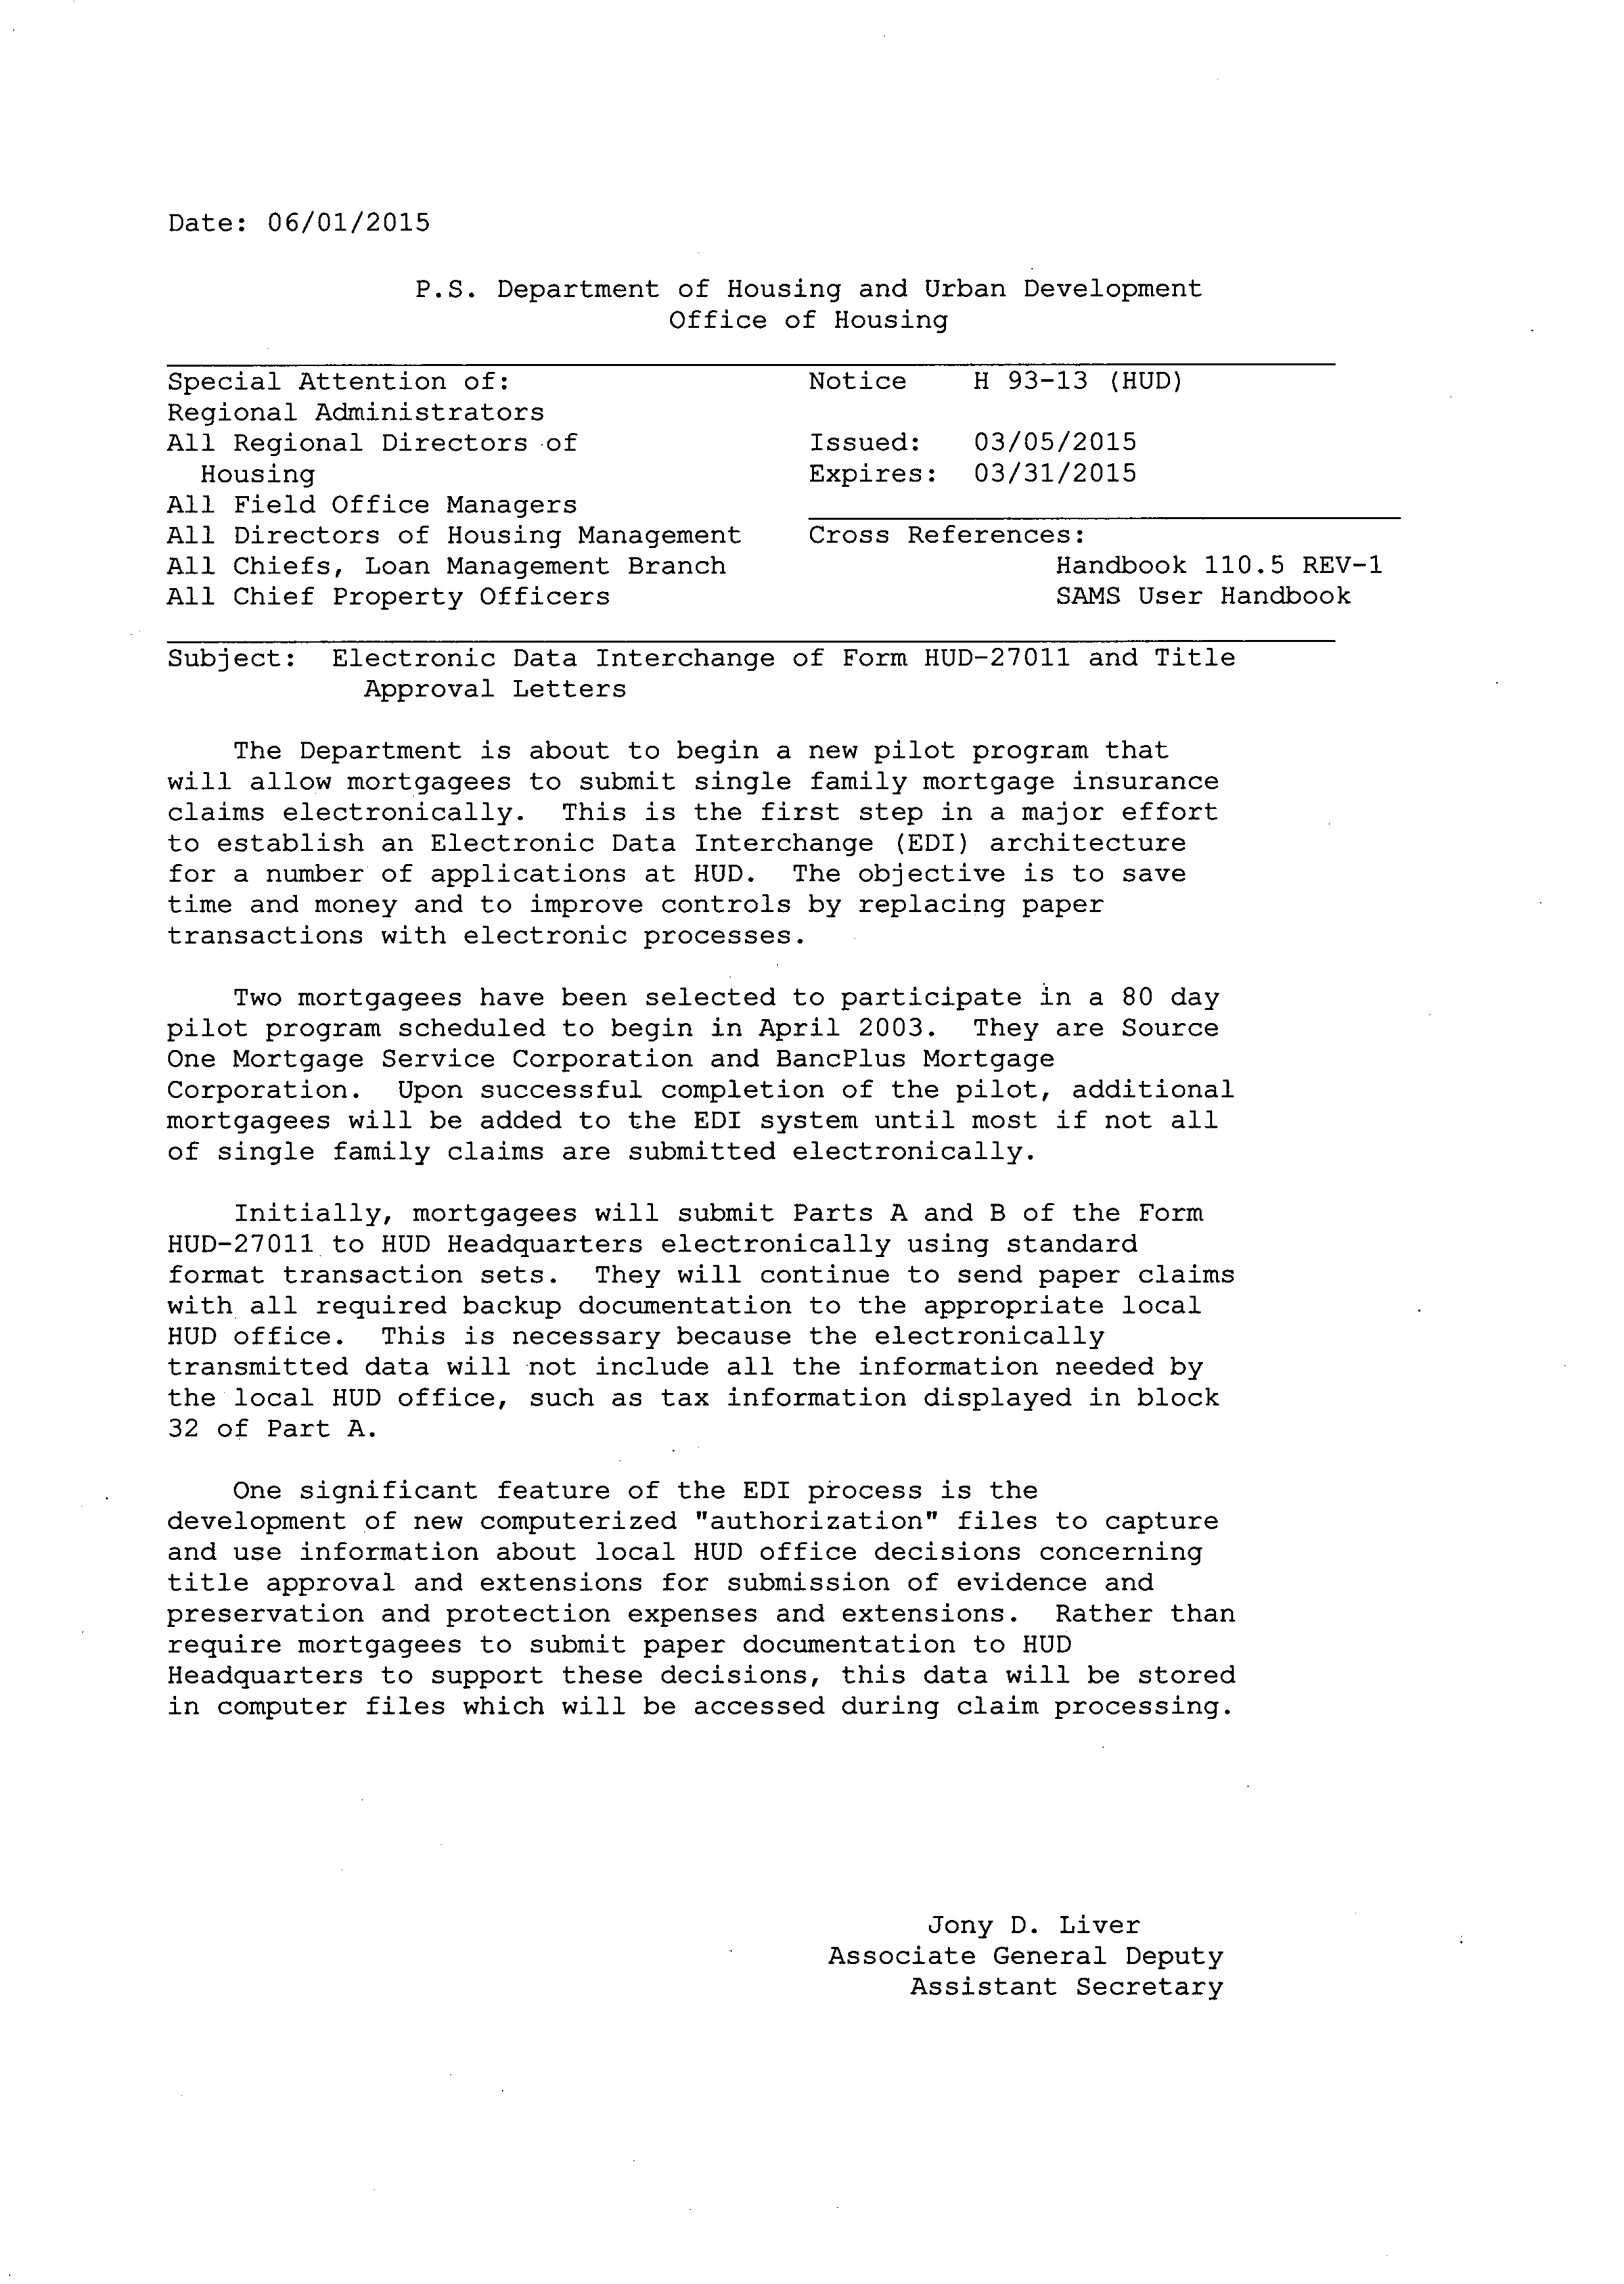 Date: 06/01/2015
P.S. Department of Housing and Urban Development
Office of Housing
Special Attention of: Notice H 93-13 (HUD)
Regional Administrators
All Regional Directors of Issued: 03/05/2015
Housing Expires: 03/31/2015
All Field Office Managers
All Directors of Housing Management Cross References:
All Chiefs, Loan Management Branch Handbook 110.5 REV-1
All Chief Property Officers SAMS User Handbook
Subject: Electronic Data Interchange of Form HUD-27011 and Title
Approval Letters
The Department is about to begin a new pilot program that
will allow mortgagees to submit single family mortgage insurance
claims electronically. This is the first step in a major effort
to establish an Electronic Data Interchange (EDI) architecture
for a number of applications at HUD. The objective is to save
time and money and to improve controls by replacing paper
transactions with electronic processes.
Two mortgagees have been selected to participate in a 80 day
pilot program scheduled to begin in April 2003. They are Source
One Mortgage Service Corporation and BancPlus Mortgage
Corporation. Upon successful completion of the pilot, additional
mortgagees will be added to the EDI system until most if not all
of single family claims are submitted electronically.
Initially, mortgagees will submit Parts A and B of the Form
HUD-27011 to HUD Headquarters electronically using standard
format transaction sets. They will continue to send paper claims
with all required backup documentation to the appropriate local
HUD office. This is necessary because the electronically
transmitted data will not include all the information needed by
the local HUD office, such as tax information displayed in block
32 of Part A.
One significant feature of the EDI process is the
development of new computerized "authorization" files to capture
and use information about local HUD office decisions concerning
title approval and extensions for submission of evidence and
preservation and protection expenses and extensions. Rather than
require mortgagees to submit paper documentation to HUD
Headquarters to support these decisions, this data will be stored
in computer files which will be accessed during claim processing.
Jony D. Liver
Associate General Deputy
Assistant Secretary